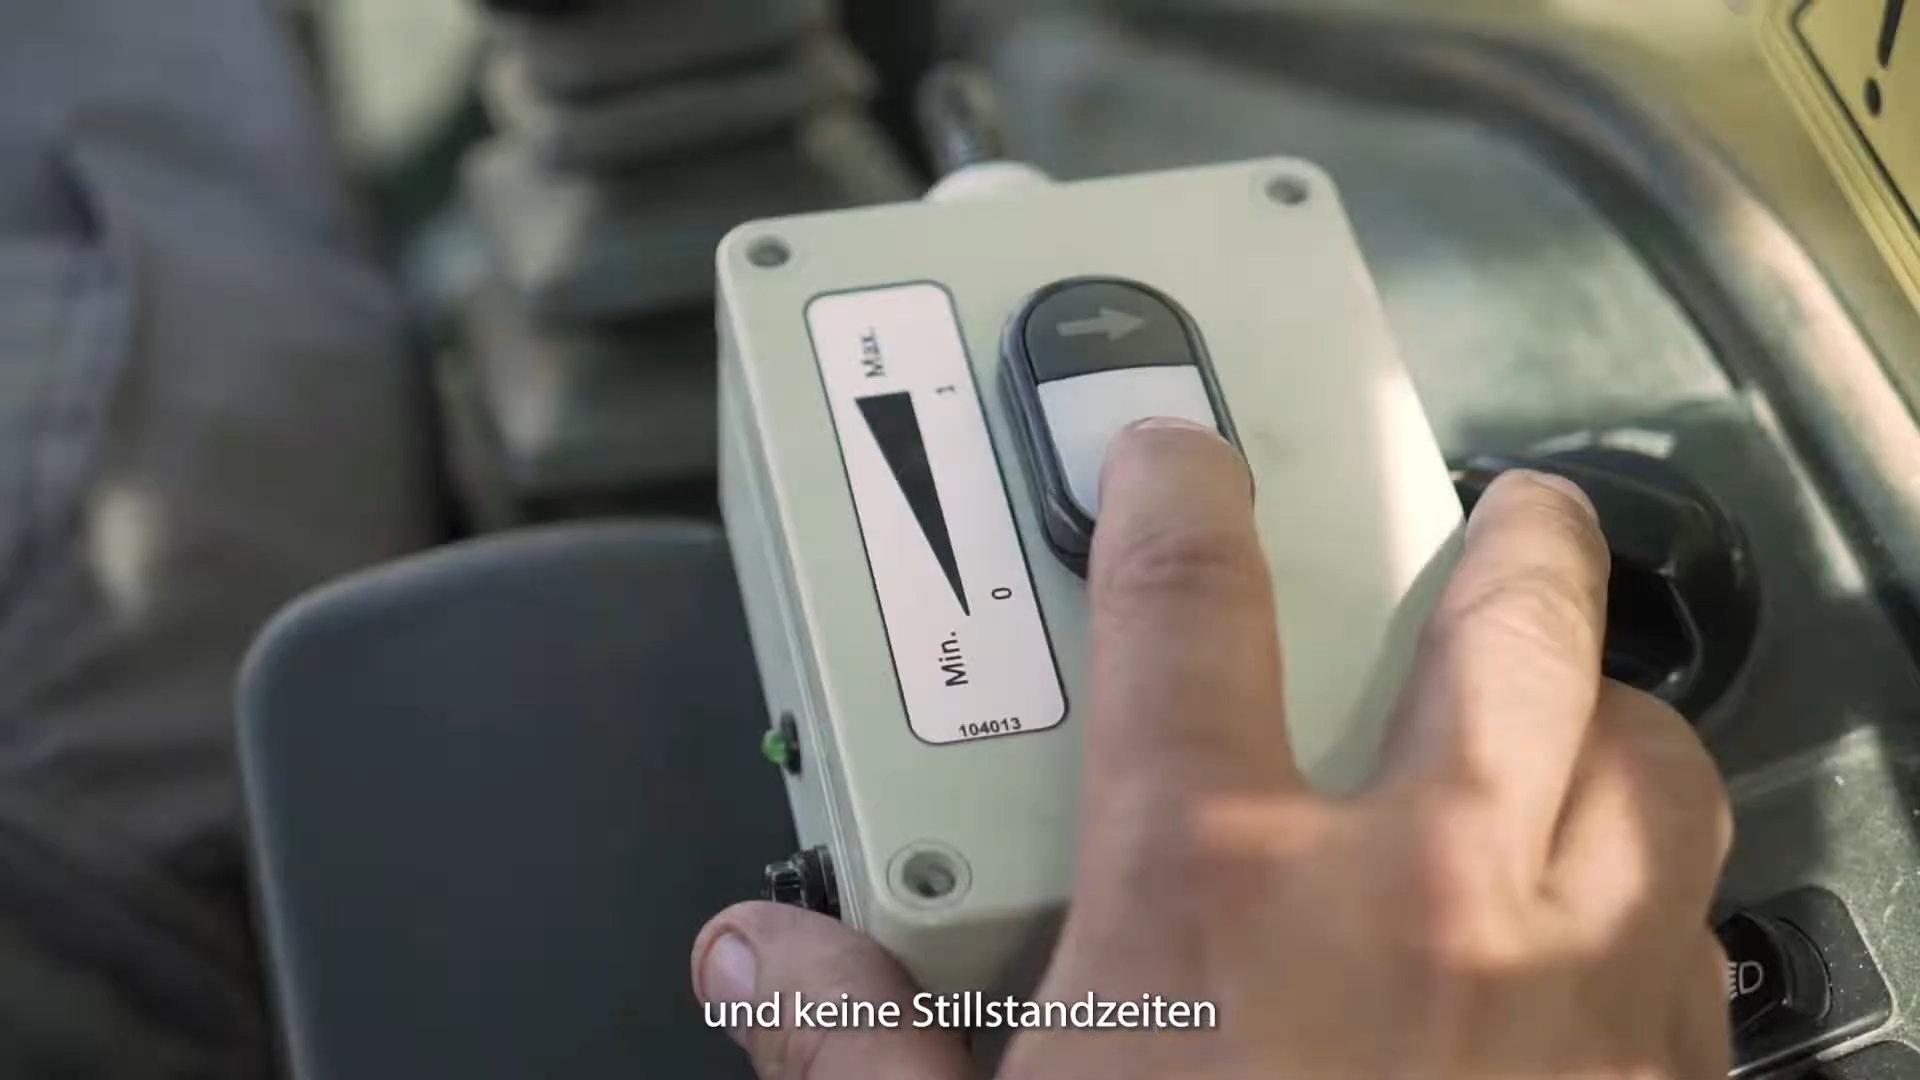 Max.
1
0
Min.
104013
und keine Stillstandzeiten